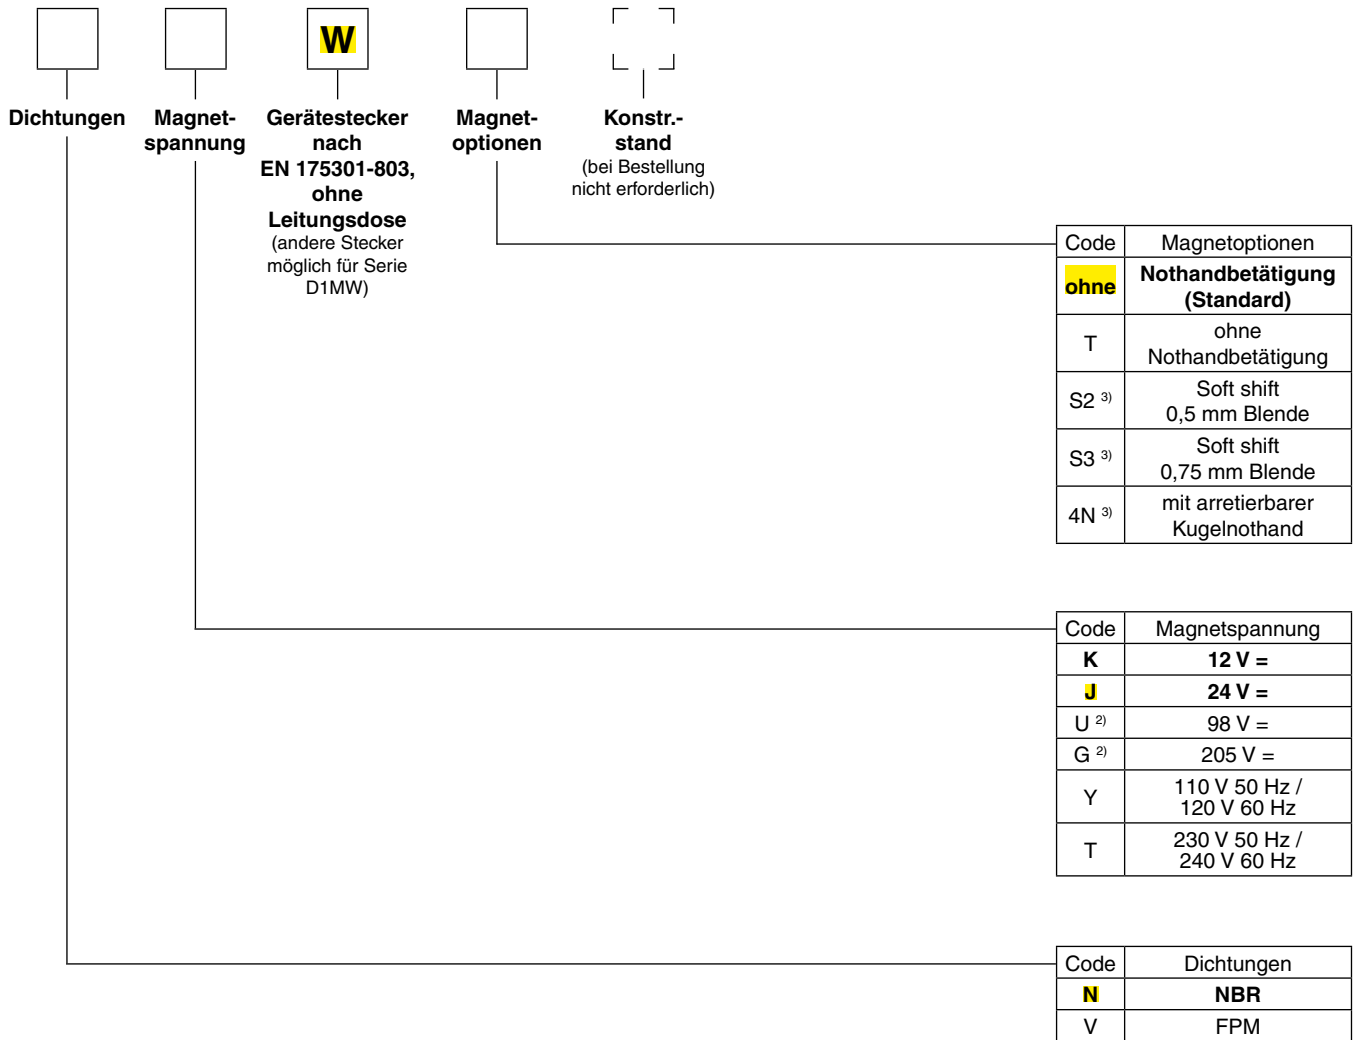 W
Dichtungen
Magnet-
spannung
Gerätestecker
nach
EN 175301-803,
ohne
Leitungsdose
(andere Stecker
möglich für Serie
D1MW)
Magnet-
optionen
Konstr.-
stand
(bei Bestellung
nicht erforderlich)
Code Magnetoptionen
ohne Nothandbetätigung
(Standard)
T ohne
Nothandbetätigung
S2 3) Soft shift
0,5 mm Blende
S3 3) Soft shift
0,75 mm Blende
4N 3) mit arretierbarer
Kugelnothand
Code Magnetspannung
K 12 V =
J 24 V =
U 2) 98 V =
G 2) 205 V =
Y 110 V 50 Hz /
120 V 60 Hz
T 230 V 50 Hz /
240 V 60 Hz
Code Dichtungen
N NBR
V FPM